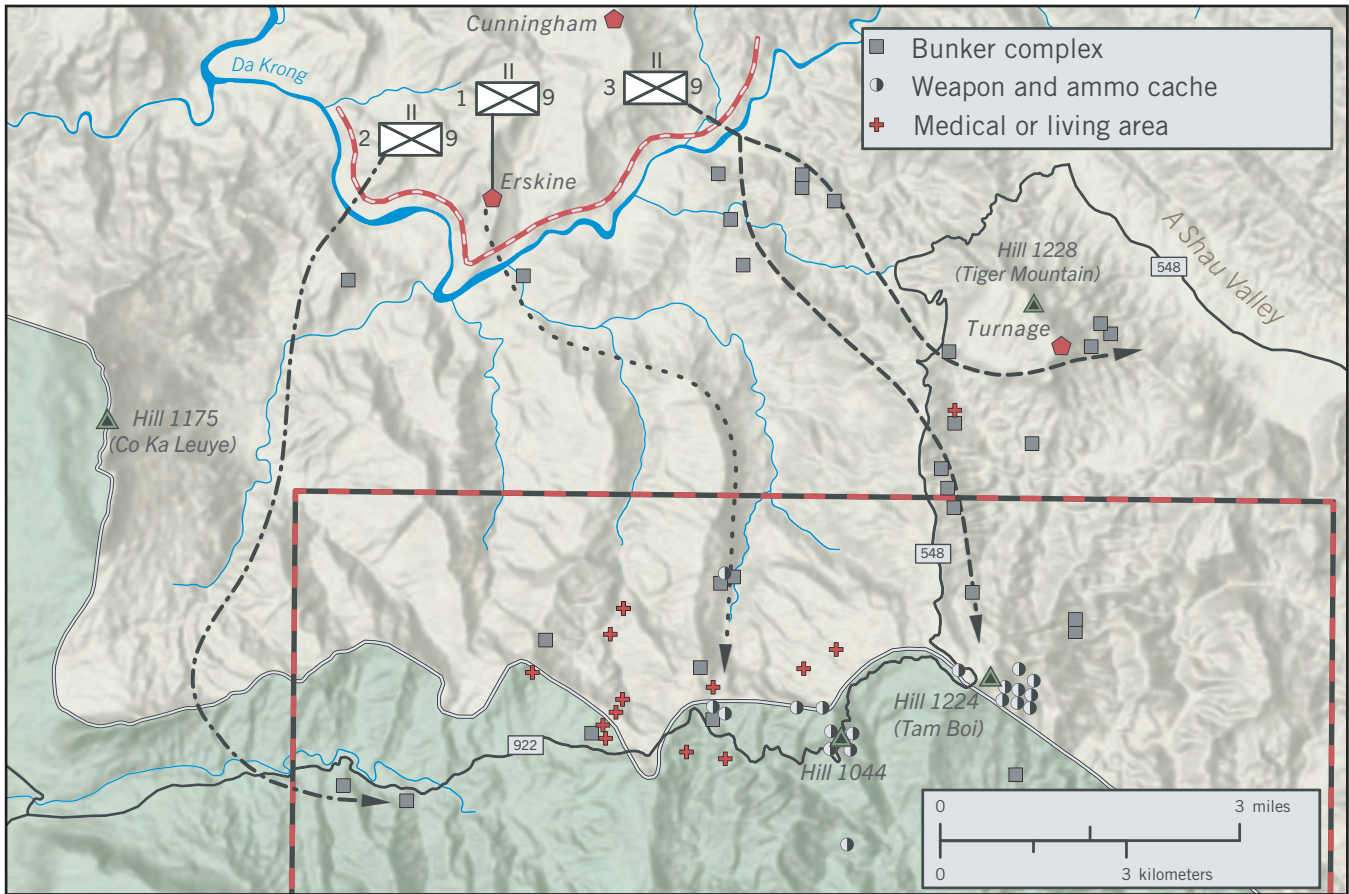 Cunningham
Da Krong
II
1 9
II
3 9
II
2 9
Erskine
Bunker complex
Weapon and ammo cache
Medical or living area
A Shau Valley
548
Hill 1228
(Tiger Mountain)
Turnage
Hill 1175
(Co Ka Leuye)
548
Hill 1224
(Tam Boi)
922
Hill 1044
0 3 miles
0 3 kilometers